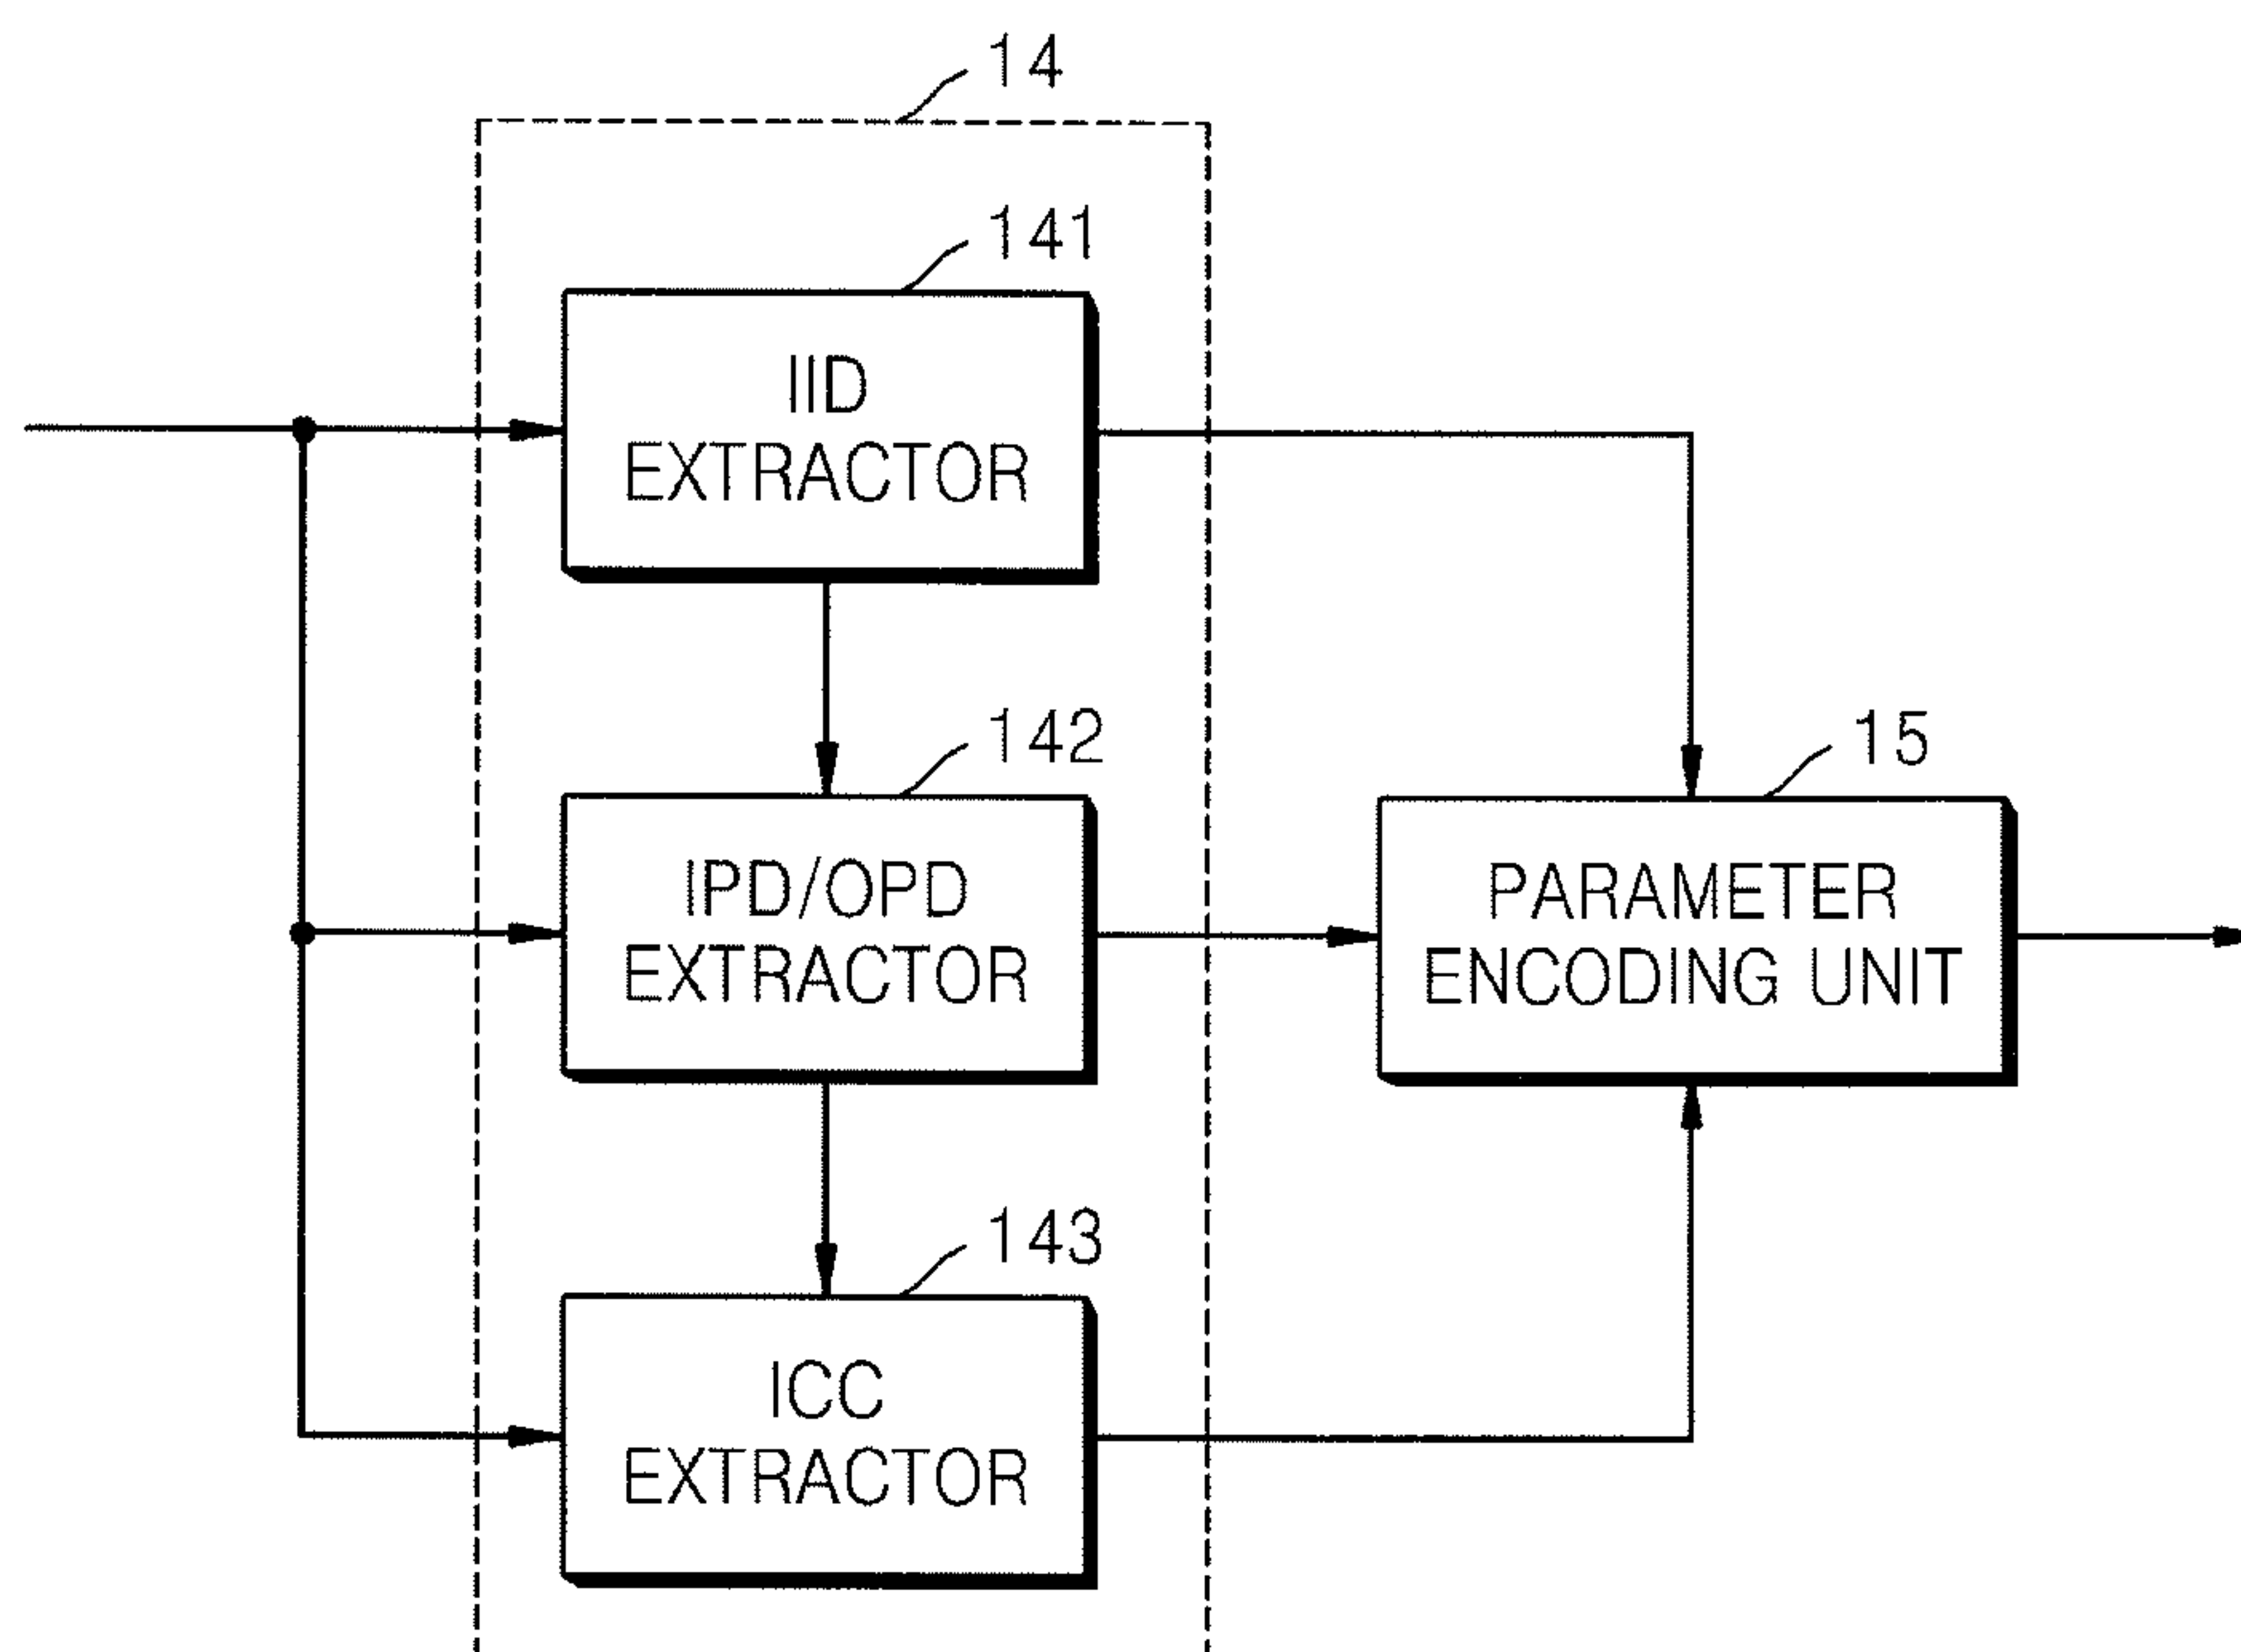 14
141
IID
EXTRACTOR
142
15
IPD/OPD
EXTRACTOR
PARAMETER
ENCODING UNIT
143
ICC
EXTRACTOR